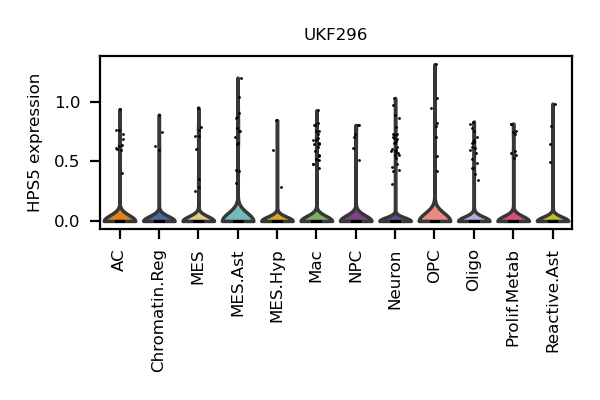 UKF296
HPS5 expression
1.0
0.5
0.0
AC
Chromatin.Reg
MES
MES.Ast
MES.Hyp
Mac
NPC
Neuron
OPC
Oligo
Prolif.Metab
Reactive.Ast